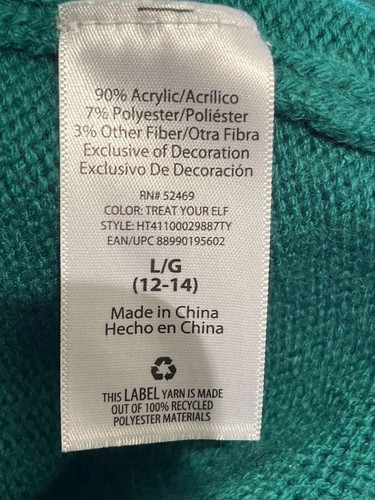 90% Acrylic/Acrílico
7% Polyester/Poliéster
3% Other Fiber/Otra Fibra
Exclusive of Decoration
Exclusivo De Decoración
RN# 52469
COLOR: TREAT YOUR ELF
STYLE: HT41100029887TY
EAN/UPC 88990195602
L/G
(12-14)
Made in China
Hecho en China
THIS LABEL YARN IS MADE
OUT OF 100% RECYCLED
POLYESTER MATERIALS